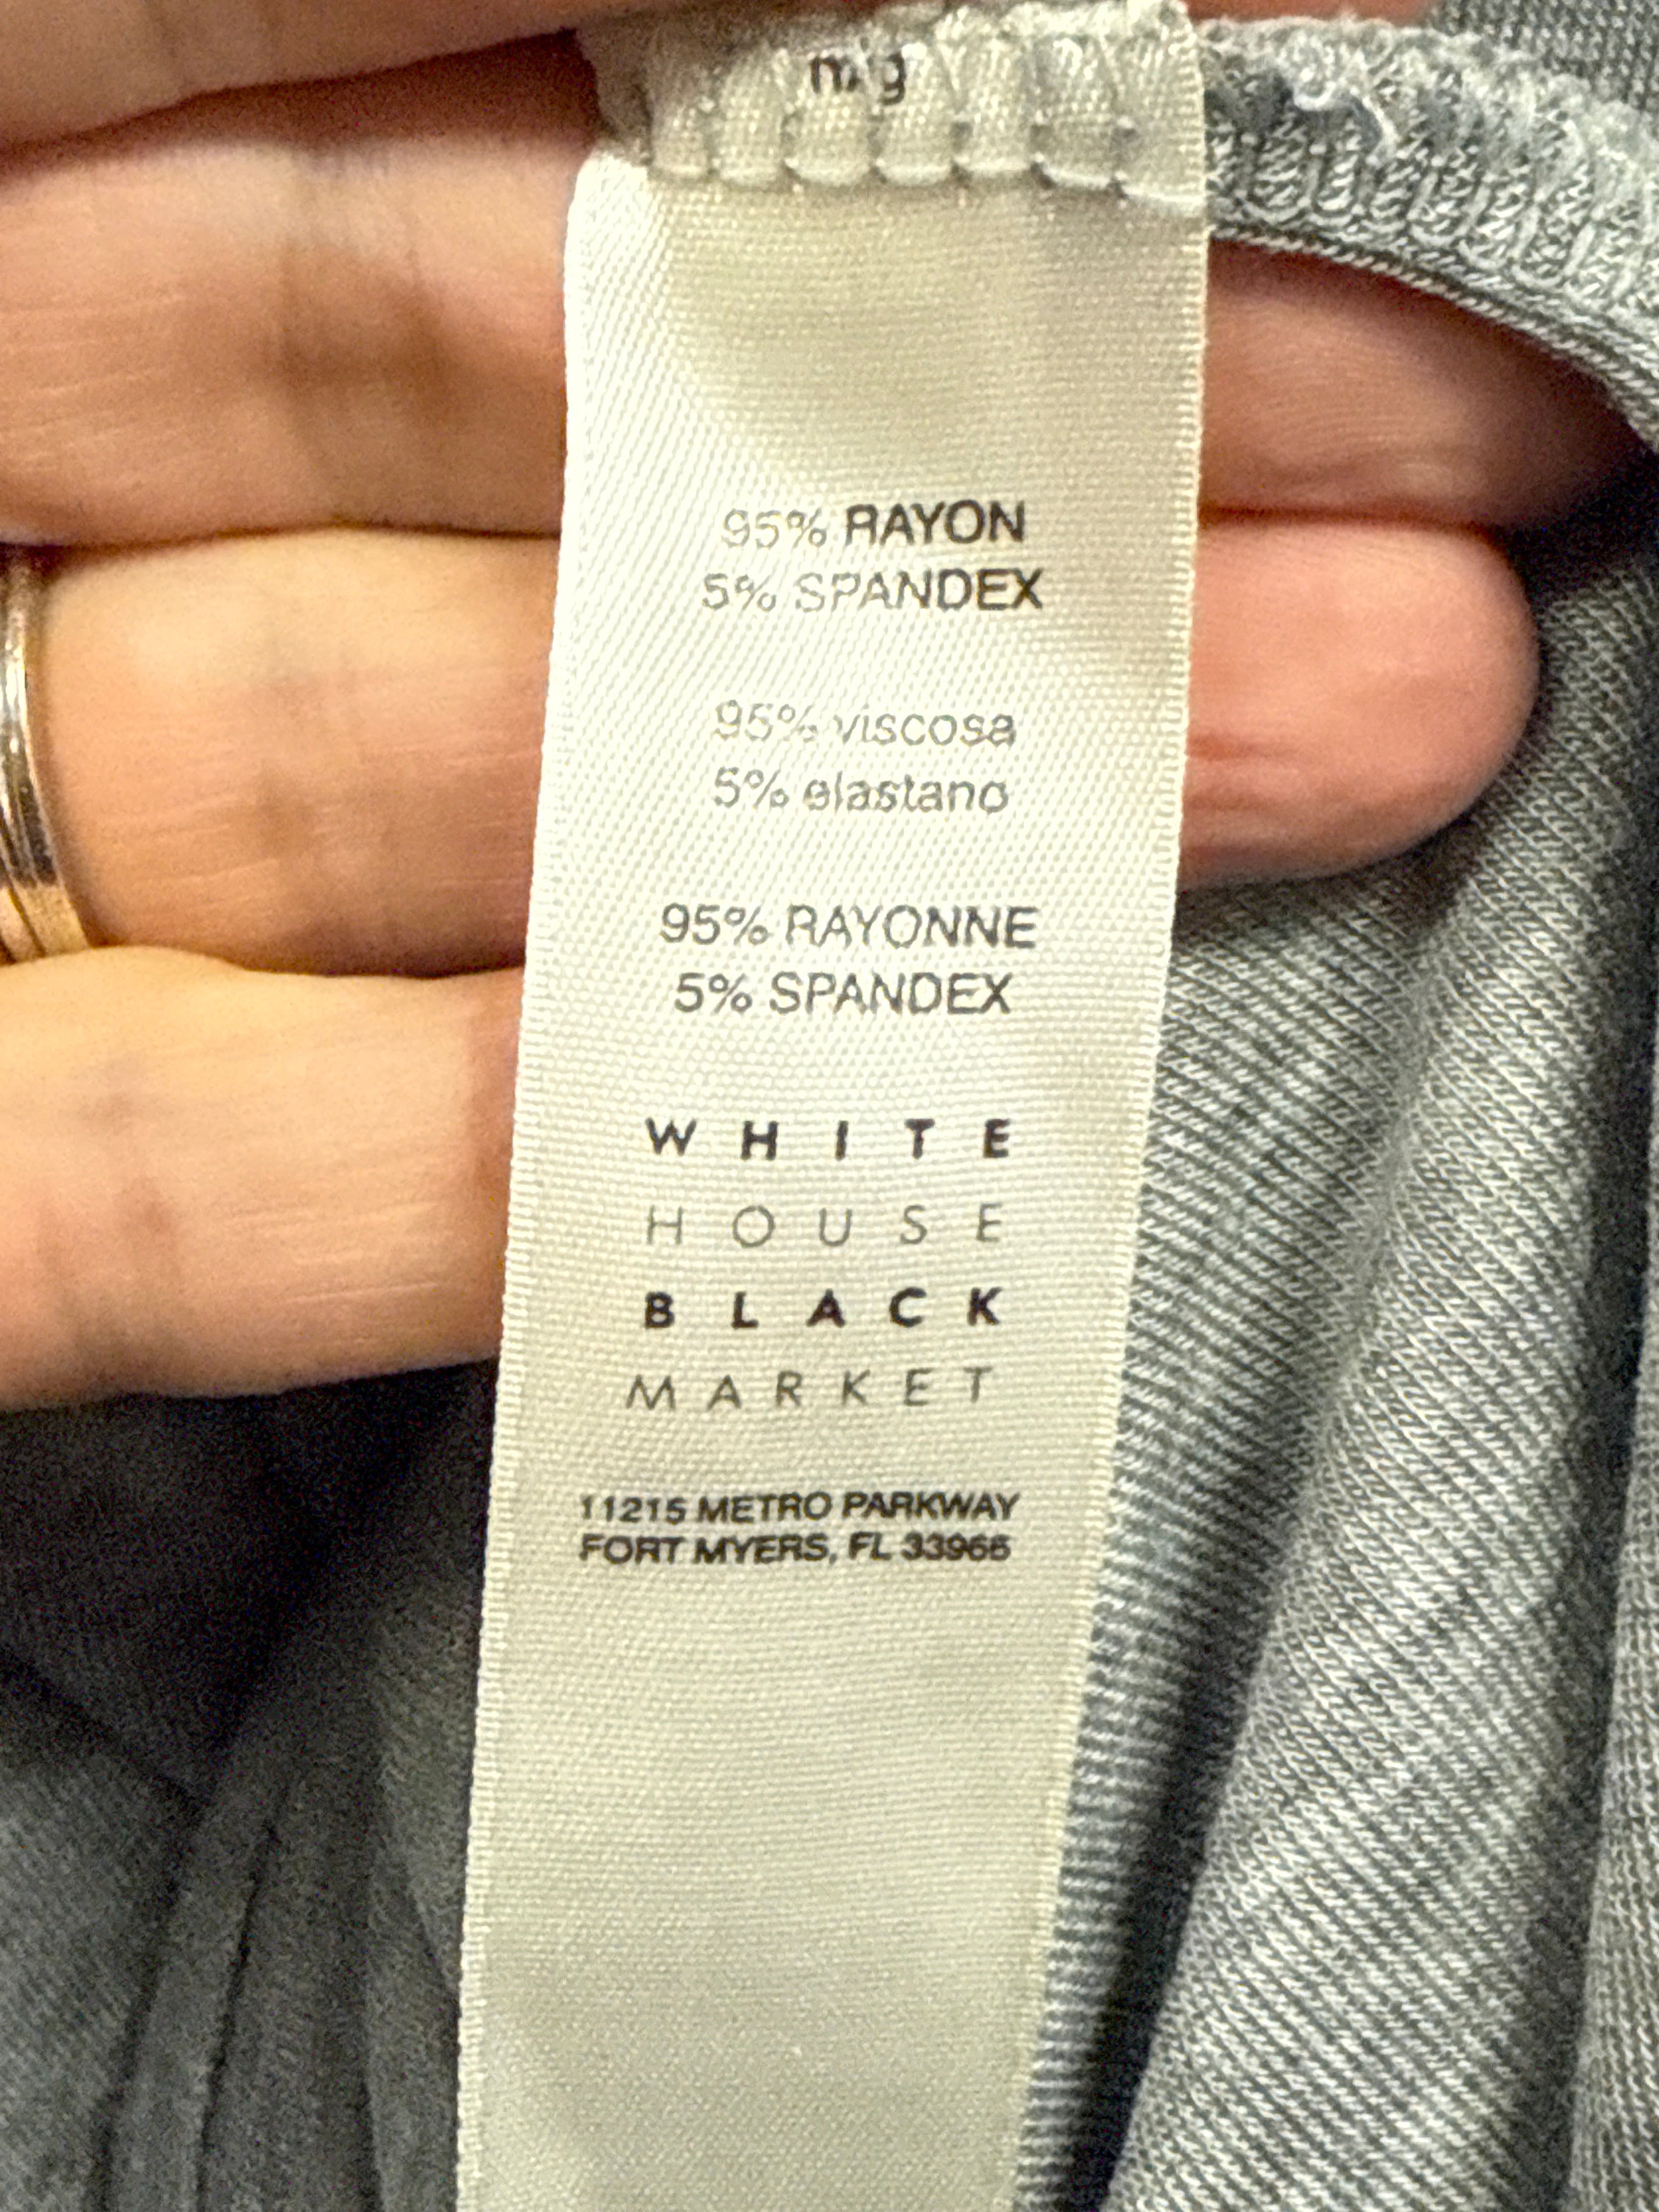 95% RAYON
5% SPANDEX
95% viscosa
5% elastano
95% RAYONNE
5% SPANDEX
WHITE
HOUSE
BLACK
MARKET
11215 METRO PARKWAY
FORT MYERS, FL 33966